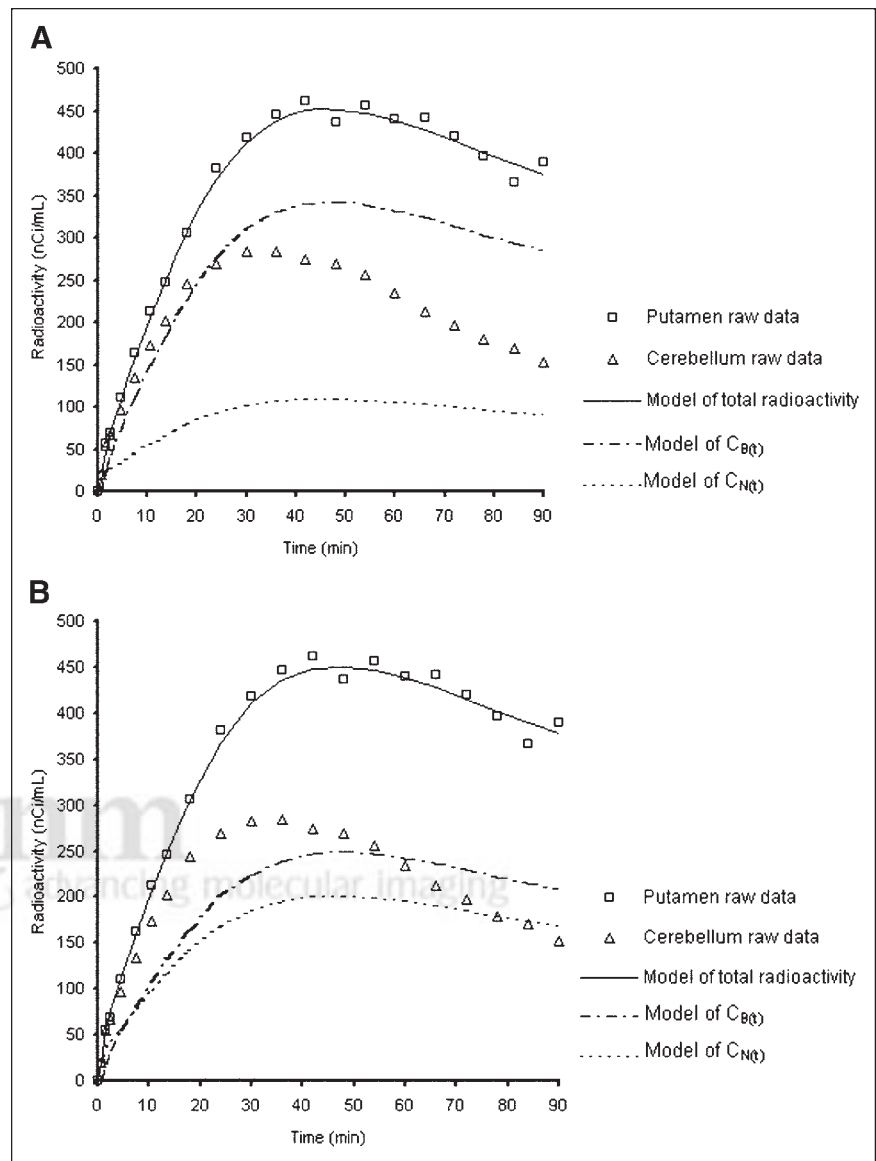 A
500
450
400
350
300
250
200
150
100
50
0
Radioactivity (nCi/mL)
0 10 20 30 40 50 60 70 80 90
Time (min)
Putamen raw data
Cerebellum raw data
Model of total radioactivity
Model of CB(t)
Model of CN(t)
B
500
450
400
350
300
250
200
150
100
50
0
Radioactivity (nCi/mL)
0 10 20 30 40 50 60 70 80 90
Time (min)
Putamen raw data
Cerebellum raw data
Model of total radioactivity
Model of CB(t)
Model of CN(t)
nm
advancing molecular imaging